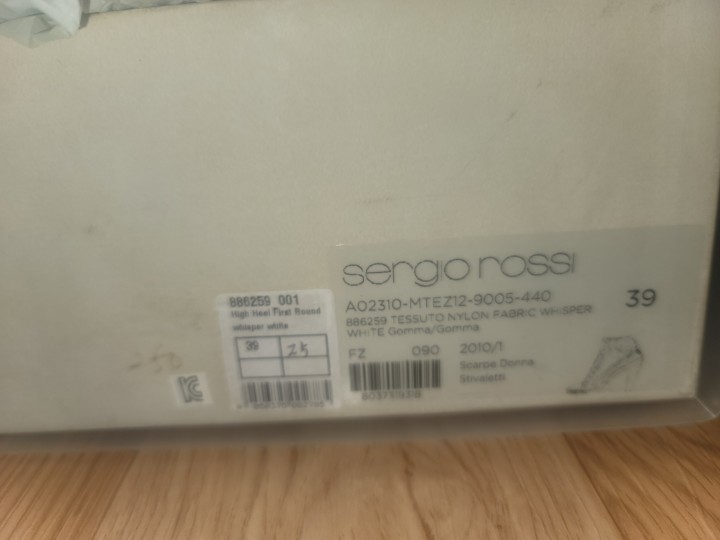 sergio rossi
A02310-MTEZ12-9005-440
39
886259 TESSUTO NYLON FABRIC WHISPER
WHITE Gomma/Gomma
FZ 090 2010/1
Scarpe Donna
Stivaletti
8037319318
886259 001
High Heel First Round
whisper white
39 25